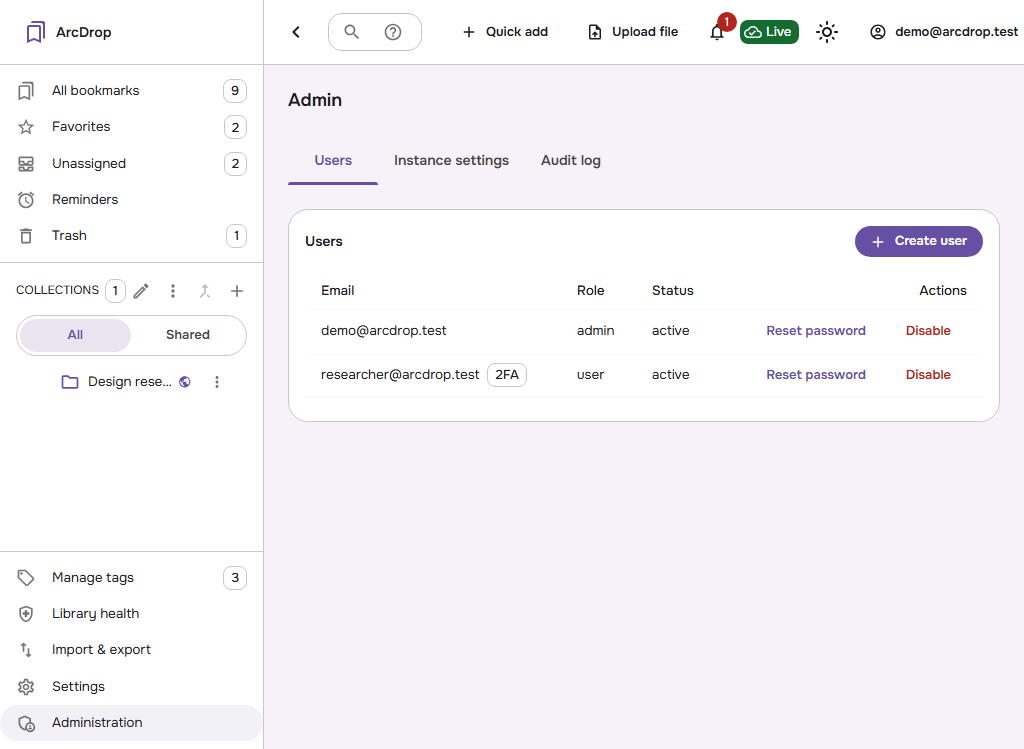 ArcDrop
Quick add
Upload file
1
Live
demo@arcdrop.test
All bookmarks 9
Favorites 2
Unassigned 2
Reminders
Trash 1
COLLECTIONS 1
All Shared
Design rese...
Manage tags 3
Library health
Import & export
Settings
Administration
Admin
Users Instance settings Audit log
Users Create user
Email Role Status Actions
demo@arcdrop.test admin active Reset password Disable
researcher@arcdrop.test 2FA user active Reset password Disable